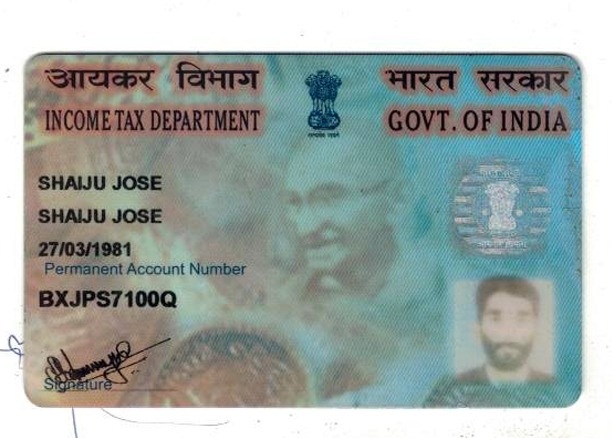 आयकर विभाग
भारत सरकार
INCOME TAX DEPARTMENT
GOVT. OF INDIA
SHAIJU JOSE
SHAIJU JOSE
27/03/1981
Permanent Account Number
BXJPS7100Q
Signature